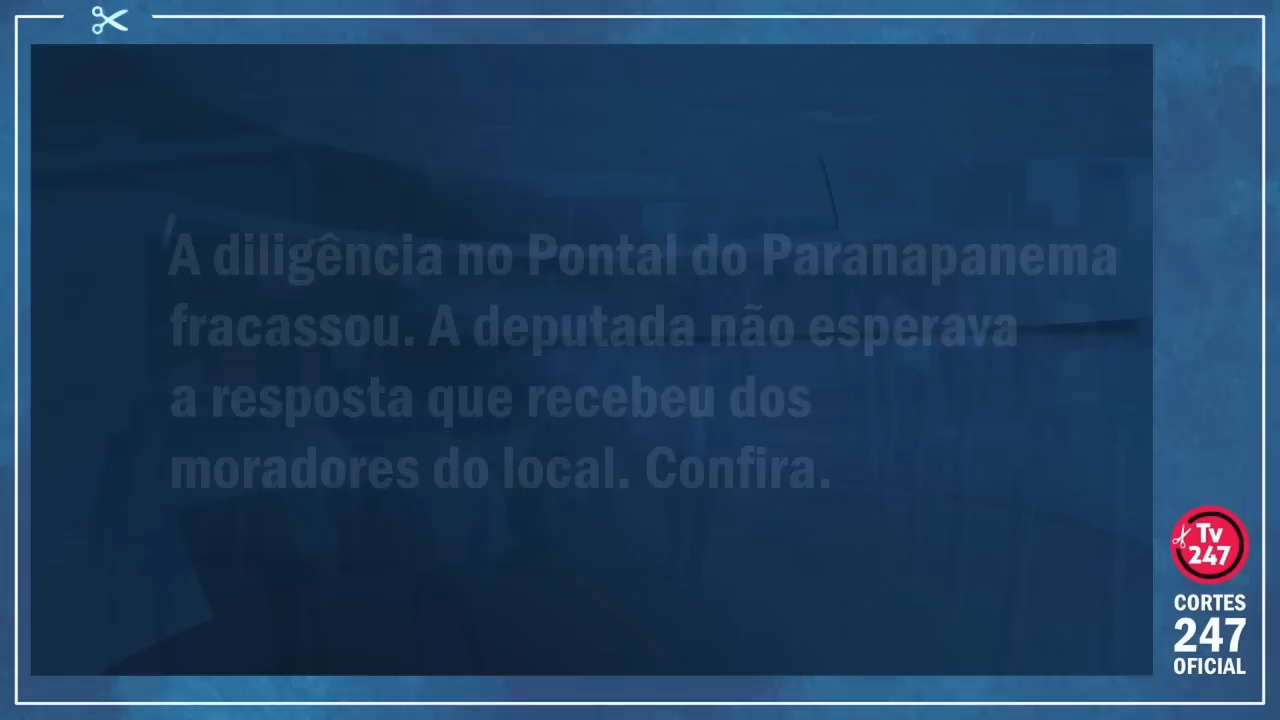 A diligência no Pontal do Paranapanema
fracassou. A deputada não esperava
a resposta que recebeu dos
moradores do local. Confira.
Tv
247
CORTES
247
OFICIAL